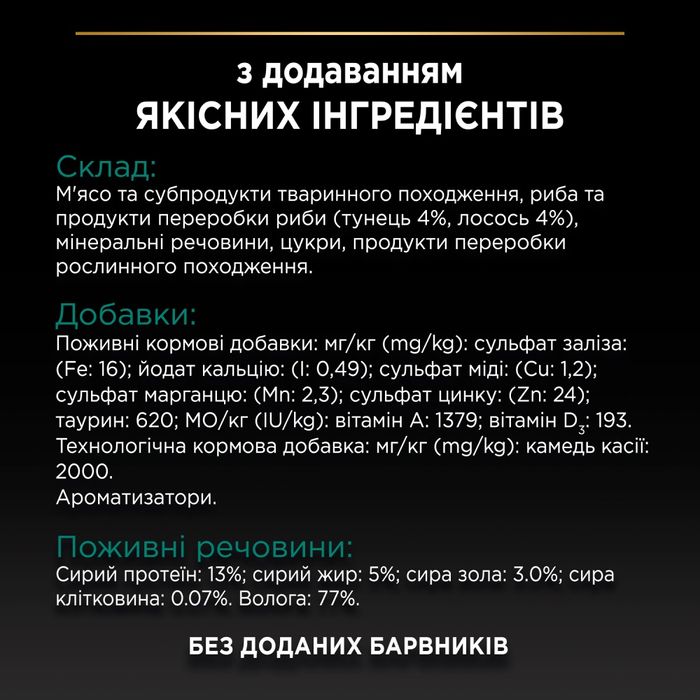 з додаванням
ЯКІСНИХ ІНГРЕДІЄНТІВ
Склад:
М'ясо та субпродукти тваринного походження, риба та
продукти переробки риби (тунець 4%, лосось 4%),
мінеральні речовини, цукри, продукти переробки
рослинного походження.
Добавки:
Поживні кормові добавки: мг/кг (mg/kg): сульфат заліза:
(Fe: 16); йодат кальцію: (I: 0,49); сульфат міді: (Cu: 1,2);
сульфат марганцю: (Mn: 2,3); сульфат цинку: (Zn: 24);
таурин: 620; МО/кг (IU/kg): вітамін А: 1379; вітамін D₃: 193.
Технологічна кормова добавка: мг/кг (mg/kg): камедь касії:
2000.
Ароматизатори.
Поживні речовини:
Сирий протеїн: 13%; сирий жир: 5%; сира зола: 3.0%; сира
клітковина: 0.07%. Волога: 77%.
БЕЗ ДОДАНИХ БАРВНИКІВ